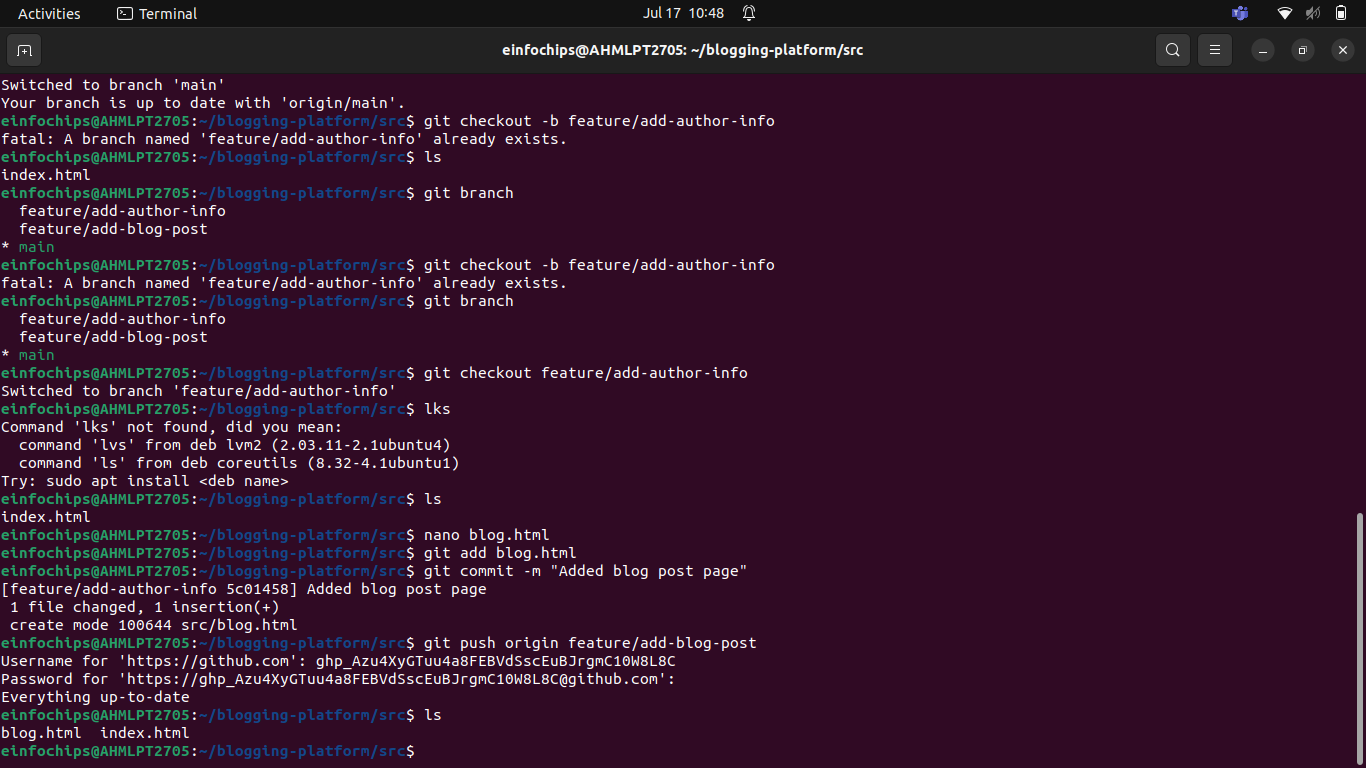 Activities Terminal Jul 17 10:48
einfochips@AHMLPT2705: ~/blogging-platform/src
Switched to branch 'main'
Your branch is up to date with 'origin/main'.
einfochips@AHMLPT2705:~/blogging-platform/src$ git checkout -b feature/add-author-info
fatal: A branch named 'feature/add-author-info' already exists.
einfochips@AHMLPT2705:~/blogging-platform/src$ ls
index.html
einfochips@AHMLPT2705:~/blogging-platform/src$ git branch
  feature/add-author-info
  feature/add-blog-post
* main
einfochips@AHMLPT2705:~/blogging-platform/src$ git checkout -b feature/add-author-info
fatal: A branch named 'feature/add-author-info' already exists.
einfochips@AHMLPT2705:~/blogging-platform/src$ git branch
  feature/add-author-info
  feature/add-blog-post
* main
einfochips@AHMLPT2705:~/blogging-platform/src$ git checkout feature/add-author-info
Switched to branch 'feature/add-author-info'
einfochips@AHMLPT2705:~/blogging-platform/src$ lks
Command 'lks' not found, did you mean:
  command 'lvs' from deb lvm2 (2.03.11-2.1ubuntu4)
  command 'ls' from deb coreutils (8.32-4.1ubuntu1)
Try: sudo apt install <deb name>
einfochips@AHMLPT2705:~/blogging-platform/src$ ls
index.html
einfochips@AHMLPT2705:~/blogging-platform/src$ nano blog.html
einfochips@AHMLPT2705:~/blogging-platform/src$ git add blog.html
einfochips@AHMLPT2705:~/blogging-platform/src$ git commit -m "Added blog post page"
[feature/add-author-info 5c01458] Added blog post page
 1 file changed, 1 insertion(+)
 create mode 100644 src/blog.html
einfochips@AHMLPT2705:~/blogging-platform/src$ git push origin feature/add-blog-post
Username for 'https://github.com': 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
Password for 'https://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@github.com':
Everything up-to-date
einfochips@AHMLPT2705:~/blogging-platform/src$ ls
blog.html  index.html
einfochips@AHMLPT2705:~/blogging-platform/src$